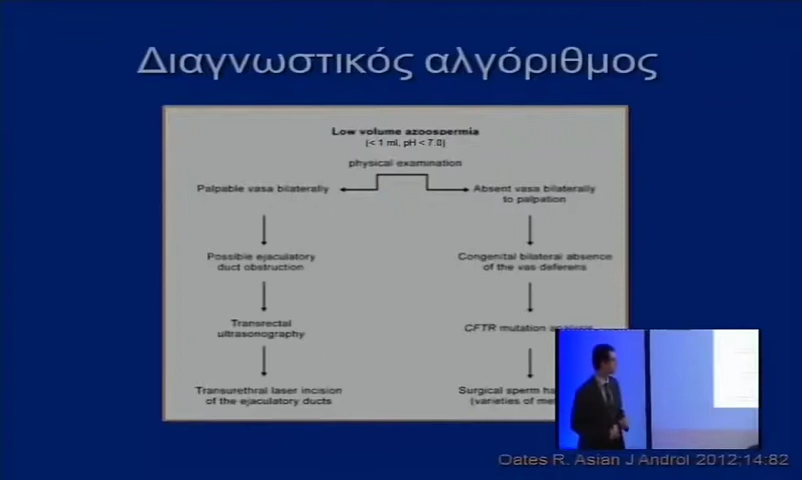 Διαγνωστικός αλγόριθμος
Low volume azoospermia
(< 1 ml, pH < 7.0)
physical examination
Palpable vasa bilaterally
Absent vasa bilaterally
to palpation
Possible ejaculatory
duct obstruction
Congenital bilateral absence
of the vas deferens
Transrectal
ultrasonography
CFTR mutation analysis
Transurethral laser incision
of the ejaculatory ducts
Surgical sperm
(varieties of
Oates R. Asian J Androl 2012;14:82